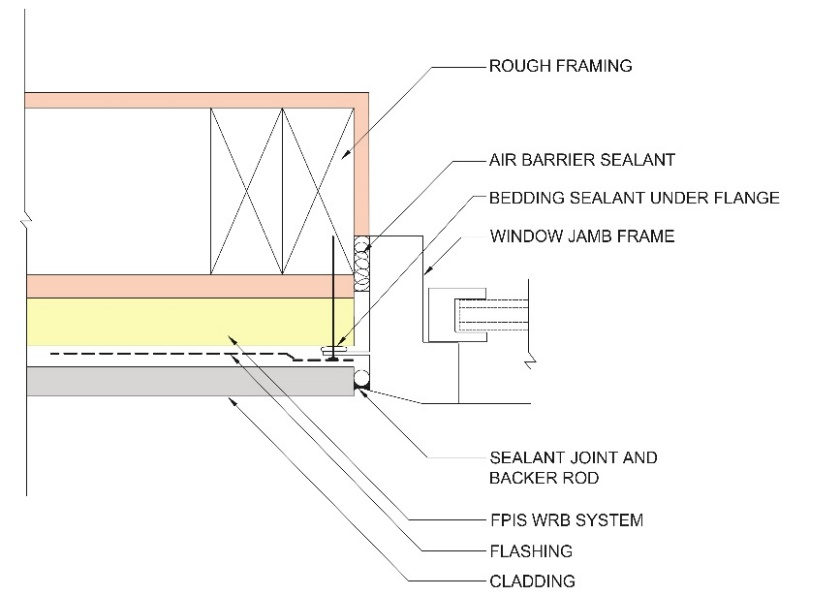 ROUGH FRAMING
AIR BARRIER SEALANT
BEDDING SEALANT UNDER FLANGE
WINDOW JAMB FRAME
SEALANT JOINT AND
BACKER ROD
FPIS WRB SYSTEM
FLASHING
CLADDING